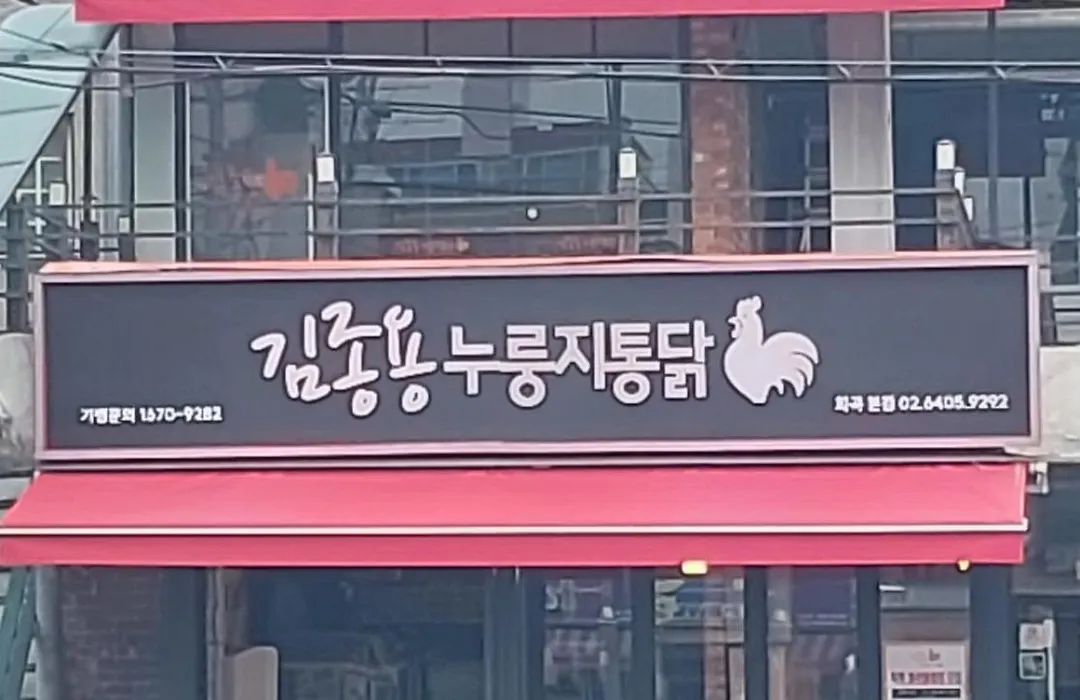 김종용 누룽지통닭
가맹문의 1670-9282
화곡 본점 02.6405.9292